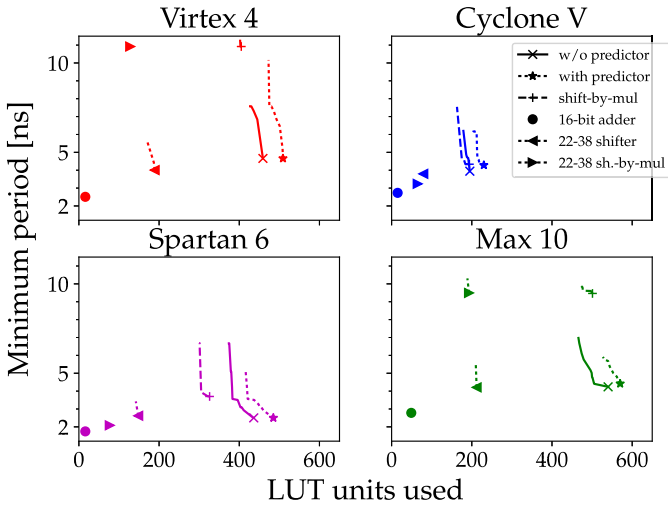 Virtex 4
Cyclone V
w/o predictor
with predictor
shift-by-mul
16-bit adder
22-38 shifter
22-38 sh.-by-mul
10
5
2
Minimum period [ns]
Spartan 6
Max 10
10
5
2
0
200
400
600
0
200
400
600
LUT units used